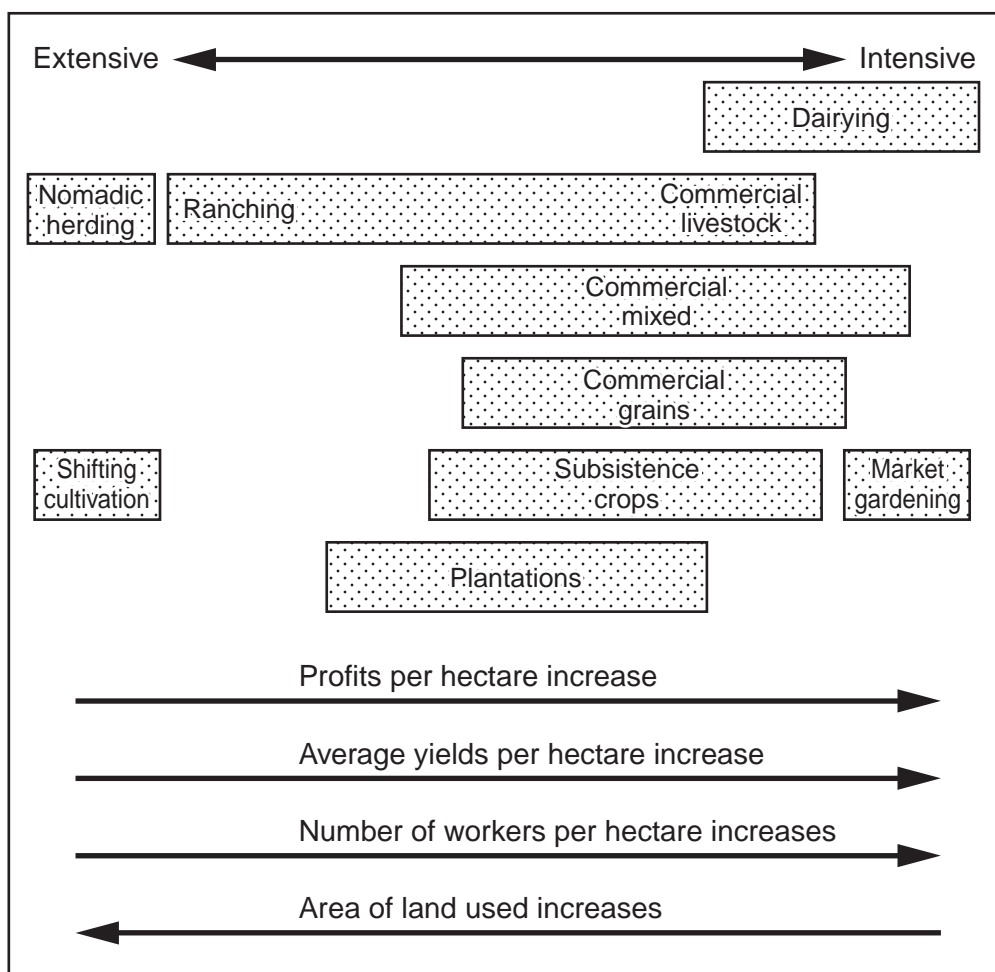 Extensive Intensive
Dairying
Nomadic
herding
Ranching
Commercial
livestock
Commercial
mixed
Commercial
grains
Shifting
cultivation
Subsistence
crops
Market
gardening
Plantations
Profits per hectare increase
Average yields per hectare increase
Number of workers per hectare increases
Area of land used increases